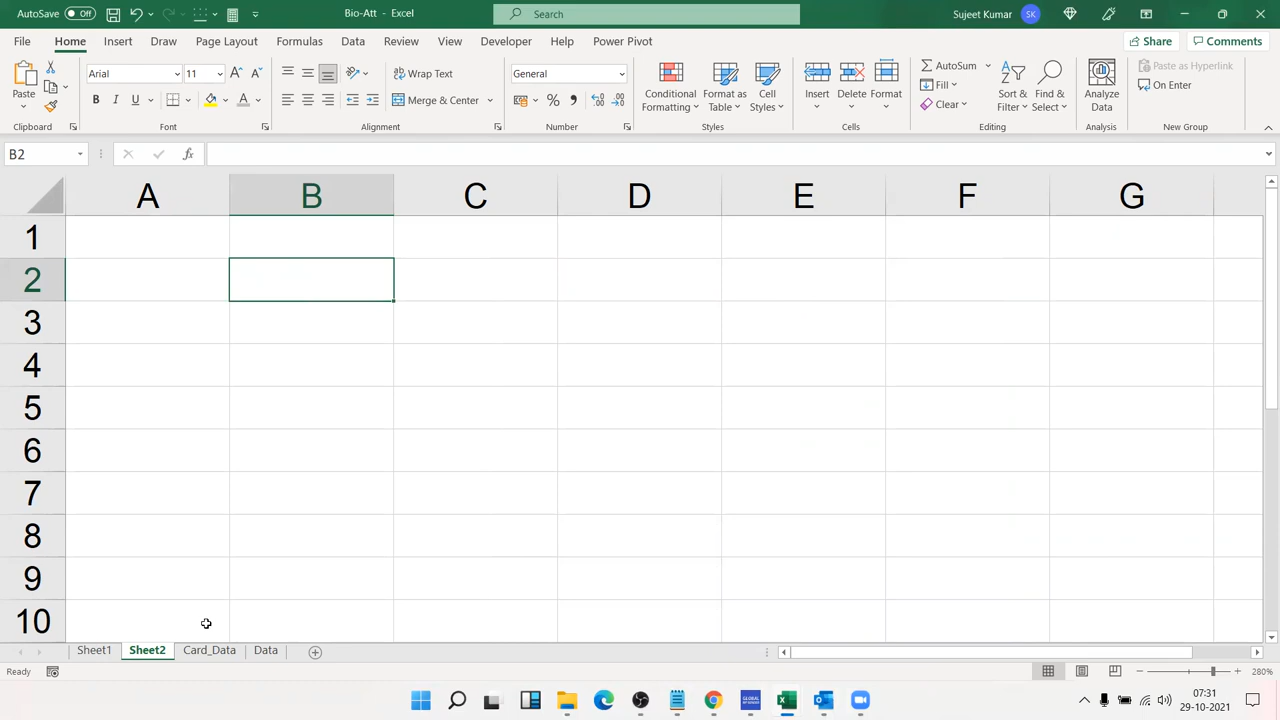 AutoSave Off Bio-Att - Excel Search Sujeet Kumar SK
File Home Insert Draw Page Layout Formulas Data Review View Developer Help Power Pivot Share Comments
Paste Arial 11 Wrap Text General Conditional Formatting Format as Table Cell Styles Insert Delete Format AutoSum Sort & Filter Find & Select Analyze Data Paste as Hyperlink
B I U Merge & Center % Fill On Enter
Clear
Clipboard Font Alignment Number Styles Cells Editing Analysis New Group
B2 fx
A B C D E F G
1
2
3
4
5
6
7
8
9
10
Sheet1 Sheet2 Card_Data Data
Ready 280%
07:31
29-10-2021